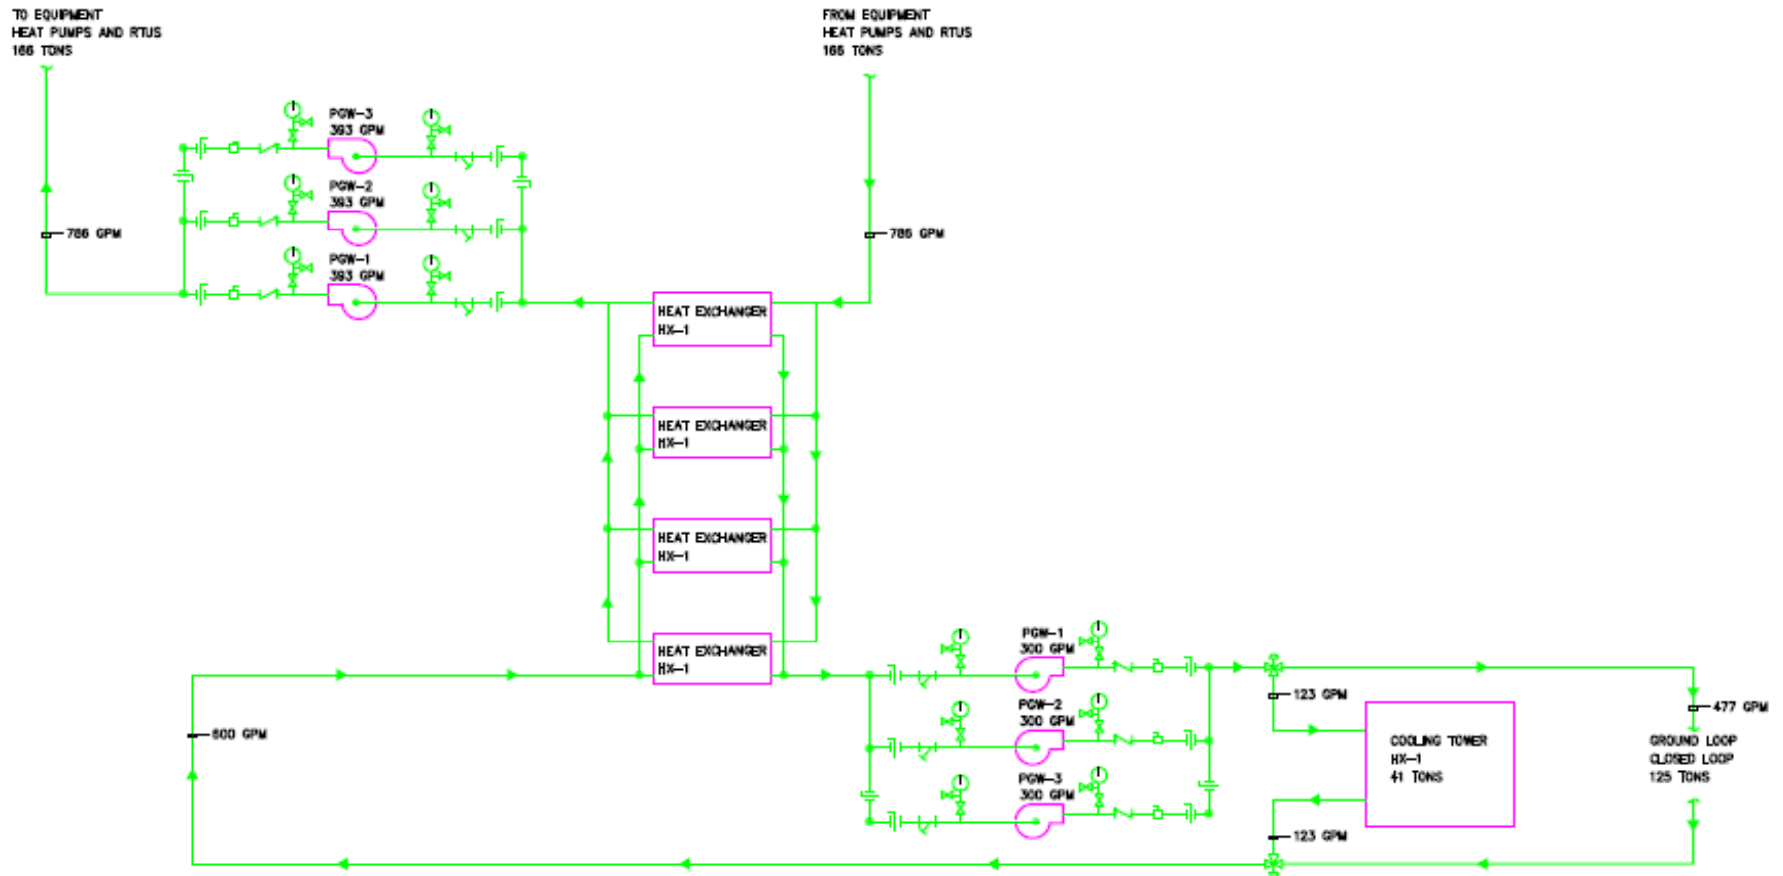 TO EQUIPMENT
HEAT PUMPS AND RTUS
166 TONS
FROM EQUIPMENT
HEAT PUMPS AND RTUS
166 TONS
PGW-3
393 GPM
PGW-2
393 GPM
PGW-1
393 GPM
786 GPM
786 GPM
HEAT EXCHANGER
HX-1
HEAT EXCHANGER
HX-1
HEAT EXCHANGER
HX-1
HEAT EXCHANGER
HX-1
600 GPM
PGW-1
300 GPM
PGW-2
300 GPM
PGW-3
300 GPM
123 GPM
477 GPM
COOLING TOWER
HX-1
41 TONS
GROUND LOOP
CLOSED LOOP
125 TONS
123 GPM